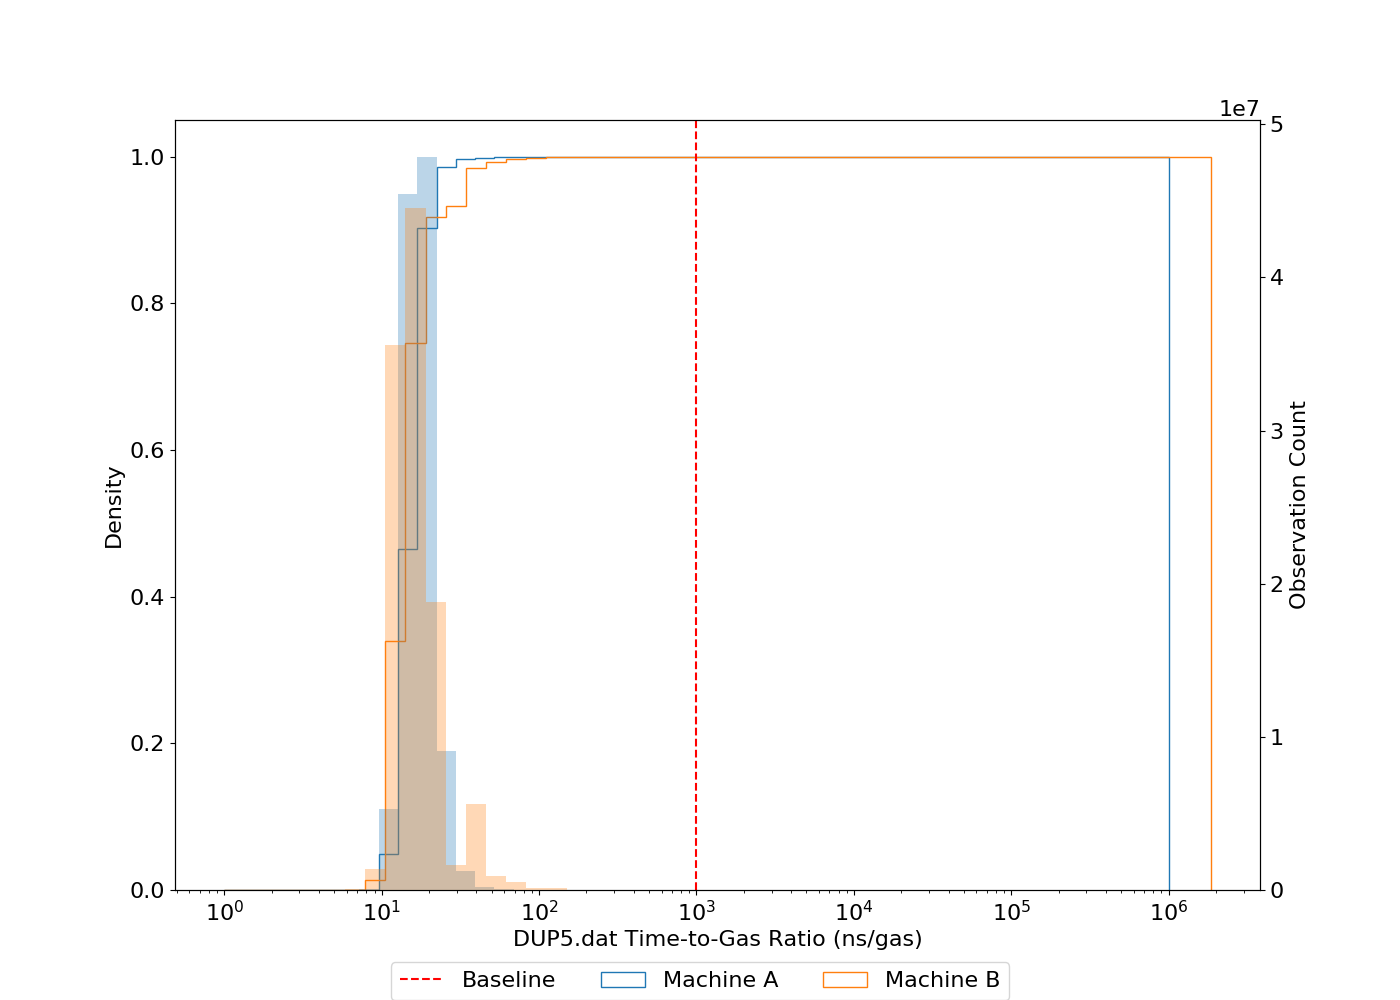 1e7
1.0
0.8
0.6
0.4
0.2
0.0
Density
5
4
3
2
1
0
Observation Count
10^0 10^1 10^2 10^3 10^4 10^5 10^6
DUP5.dat Time-to-Gas Ratio (ns/gas)
Baseline Machine A Machine B